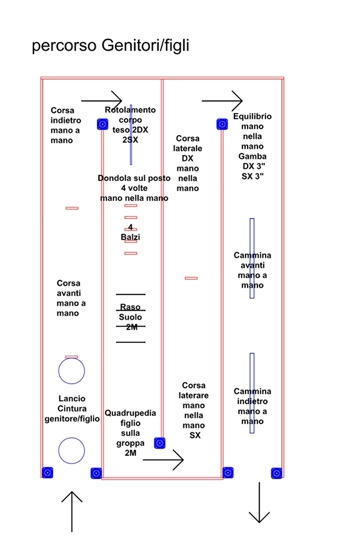 percorso Genitori/figli
Corsa
indietro
mano a
mano
Corsa
avanti
mano a
mano
Lancio
Cintura
genitore/figlio
Rotolamento
corpo
teso 2DX
2SX
Dondola sul posto
4 volte
mano nella mano
4
Balzi
Raso
Suolo
2M
Quadrupedia
figlio
sulla
groppa
2M
Corsa
laterale
DX
mano
nella
mano
Corsa
laterare
mano
nella
mano
SX
Equilibrio
mano
nella
mano
Gamba
DX 3"
SX 3"
Cammina
avanti
mano a
mano
Cammina
indietro
mano a
mano